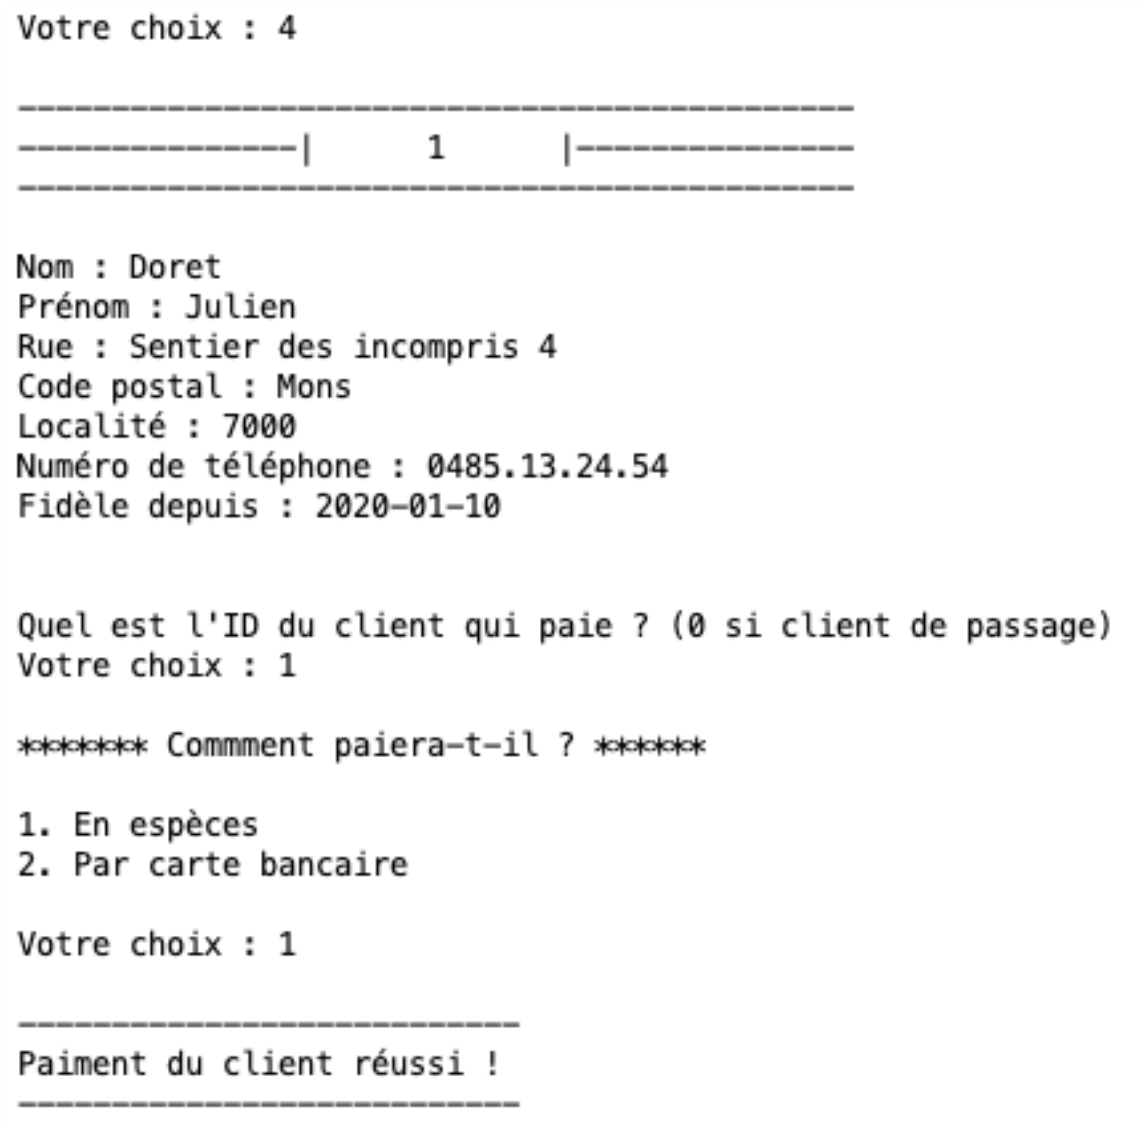 Votre choix : 4
---------------------------------------------
---------------|      1      |---------------
---------------------------------------------
Nom : Doret
Prénom : Julien
Rue : Sentier des incompris 4
Code postal : Mons
Localité : 7000
Numéro de téléphone : 0485.13.24.54
Fidèle depuis : 2020-01-10
Quel est l'ID du client qui paie ? (0 si client de passage)
Votre choix : 1
******* Commment paiera-t-il ? ******
1. En espèces
2. Par carte bancaire
Votre choix : 1
---------------------------
Paiment du client réussi !
---------------------------